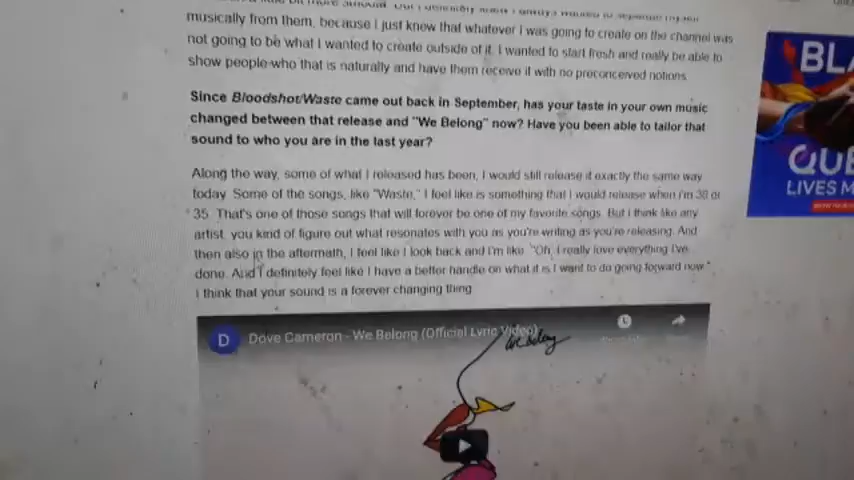 musically from them, because I just knew that whatever I was going to create on the channel was
not going to be what I wanted to create outside of it. I wanted to start fresh and really be able to
show people who that is naturally and have them receive it with no preconceived notions.
Since Bloodshot/Waste came out back in September, has your taste in your own music
changed between that release and "We Belong" now? Have you been able to tailor that
sound to who you are in the last year?
Along the way, some of what I released has been, I would still release it exactly the same way
today. Some of the songs, like "Waste," I feel like is something that I would release when I'm 30 or
35. That's one of those songs that will forever be one of my favorite songs. But I think like any
artist, you kind of figure out what resonates with you as you're writing as you're releasing. And
then also in the aftermath, I feel like I look back and I'm like "Oh, I really love everything I've
done. And I definitely feel like I have a better handle on what it is I want to do going forward now."
I think that your sound is a forever changing thing.
D
Dove Cameron - We Belong (Official Lyric Video)
we belong
BLA
QUE
LIVES M